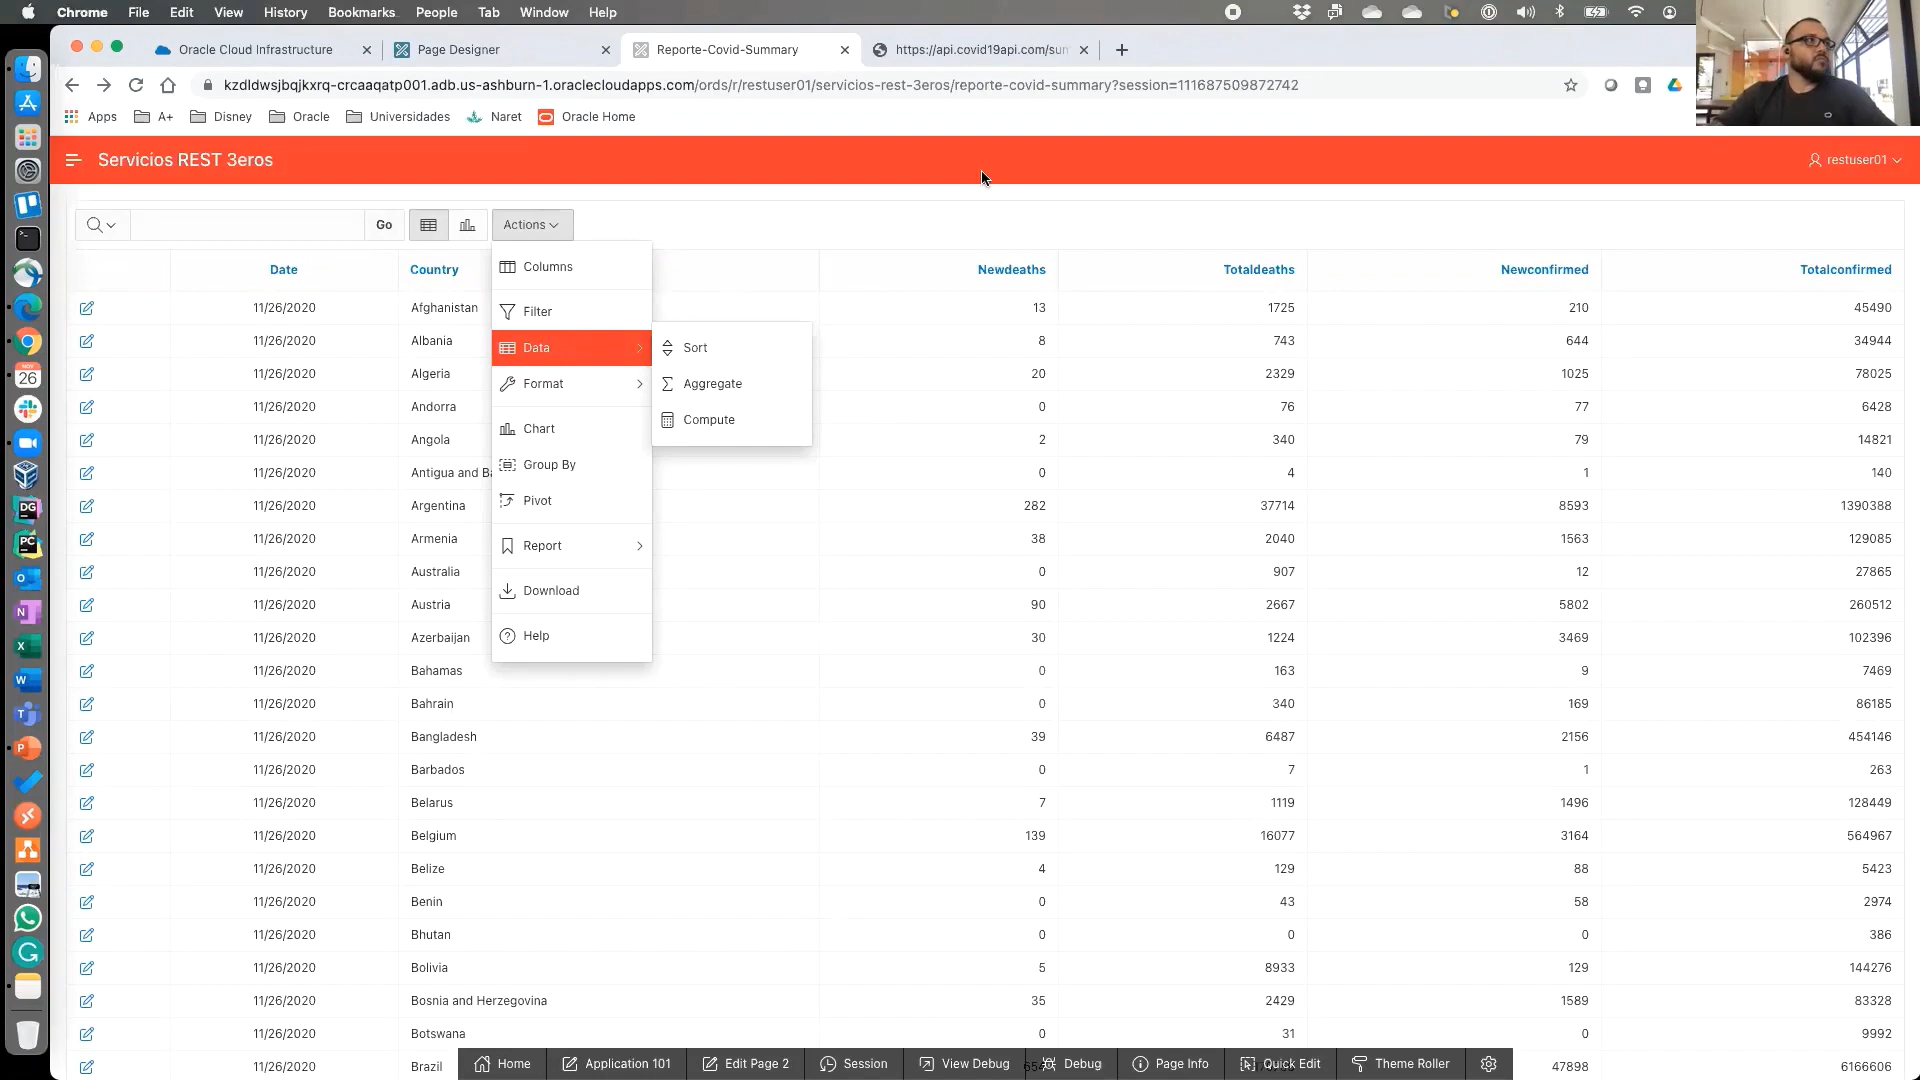 Chrome File Edit View History Bookmarks People Tab Window Help
Oracle Cloud Infrastructure
Page Designer
Reporte-Covid-Summary
https://api.covid19api.com/sum
kzdldwsjbqjkxrq-crcaaqatp001.adb.us-ashburn-1.oraclecloudapps.com/ords/r/restuser01/servicios-rest-3eros/reporte-covid-summary?session=111687509872742
Apps A+ Disney Oracle Universidades Naret Oracle Home
Servicios REST 3eros
restuser01
Go
Actions
Columns
Filter
Data
Format
Chart
Group By
Pivot
Report
Download
Help
Sort
Aggregate
Compute
Date Country Newdeaths Totaldeaths Newconfirmed Totalconfirmed
11/26/2020 Afghanistan 13 1725 210 45490
11/26/2020 Albania 8 743 644 34944
11/26/2020 Algeria 20 2329 1025 78025
11/26/2020 Andorra 0 76 77 6428
11/26/2020 Angola 2 340 79 14821
11/26/2020 Antigua and Ba 0 4 1 140
11/26/2020 Argentina 282 37714 8593 1390388
11/26/2020 Armenia 38 2040 1563 129085
11/26/2020 Australia 0 907 12 27865
11/26/2020 Austria 90 2667 5802 260512
11/26/2020 Azerbaijan 30 1224 3469 102396
11/26/2020 Bahamas 0 163 9 7469
11/26/2020 Bahrain 0 340 169 86185
11/26/2020 Bangladesh 39 6487 2156 454146
11/26/2020 Barbados 0 7 1 263
11/26/2020 Belarus 7 1119 1496 128449
11/26/2020 Belgium 139 16077 3164 564967
11/26/2020 Belize 4 129 88 5423
11/26/2020 Benin 0 43 58 2974
11/26/2020 Bhutan 0 0 0 386
11/26/2020 Bolivia 5 8933 129 144276
11/26/2020 Bosnia and Herzegovina 35 2429 1589 83328
11/26/2020 Botswana 0 31 0 9992
11/26/2020 Brazil 47898 6166606
Home Application 101 Edit Page 2 Session View Debug Debug Page Info Quick Edit Theme Roller
NOV
26
DG
PC